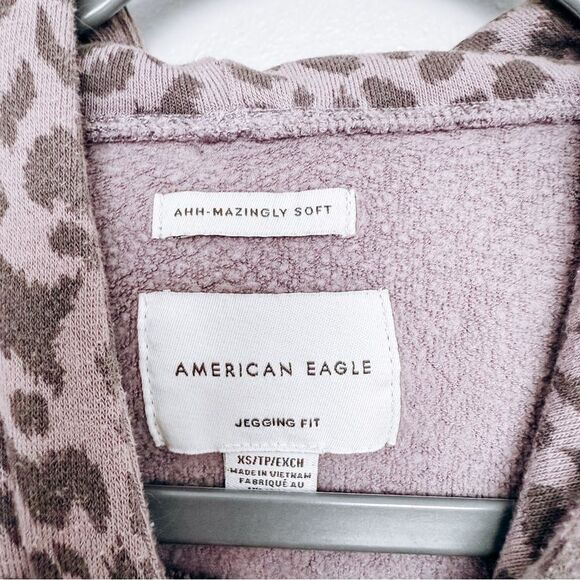 AHH-MAZINGLY SOFT
AMERICAN EAGLE
JEGGING FIT
XS/TP/EXCH
MADE IN VIETNAM
FABRIQUÉ AU